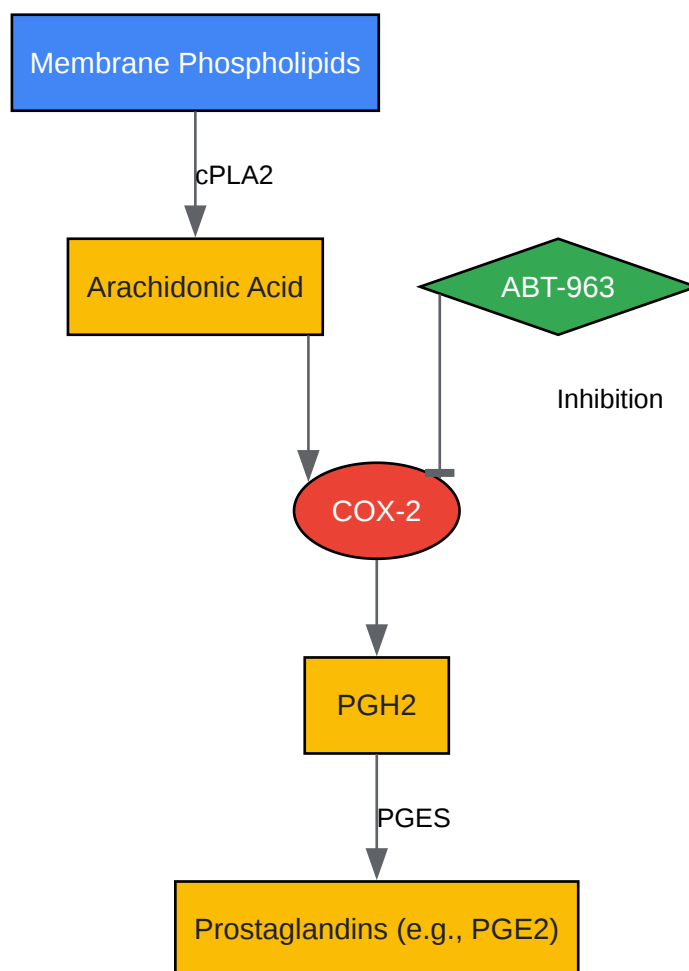 Membrane Phospholipids
cPLA2
Arachidonic Acid
ABT-963
Inhibition
COX-2
PGH2
PGES
Prostaglandins (e.g., PGE2)